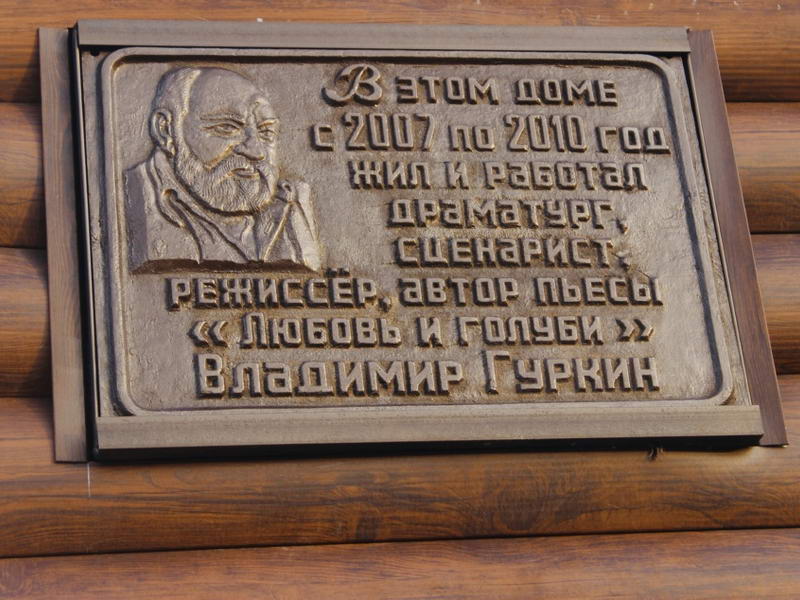 В этом доме
с 2007 по 2010 год
жил и работал
драматург,
сценарист,
режиссёр, автор пьесы
« Любовь и голуби »
Владимир Гуркин